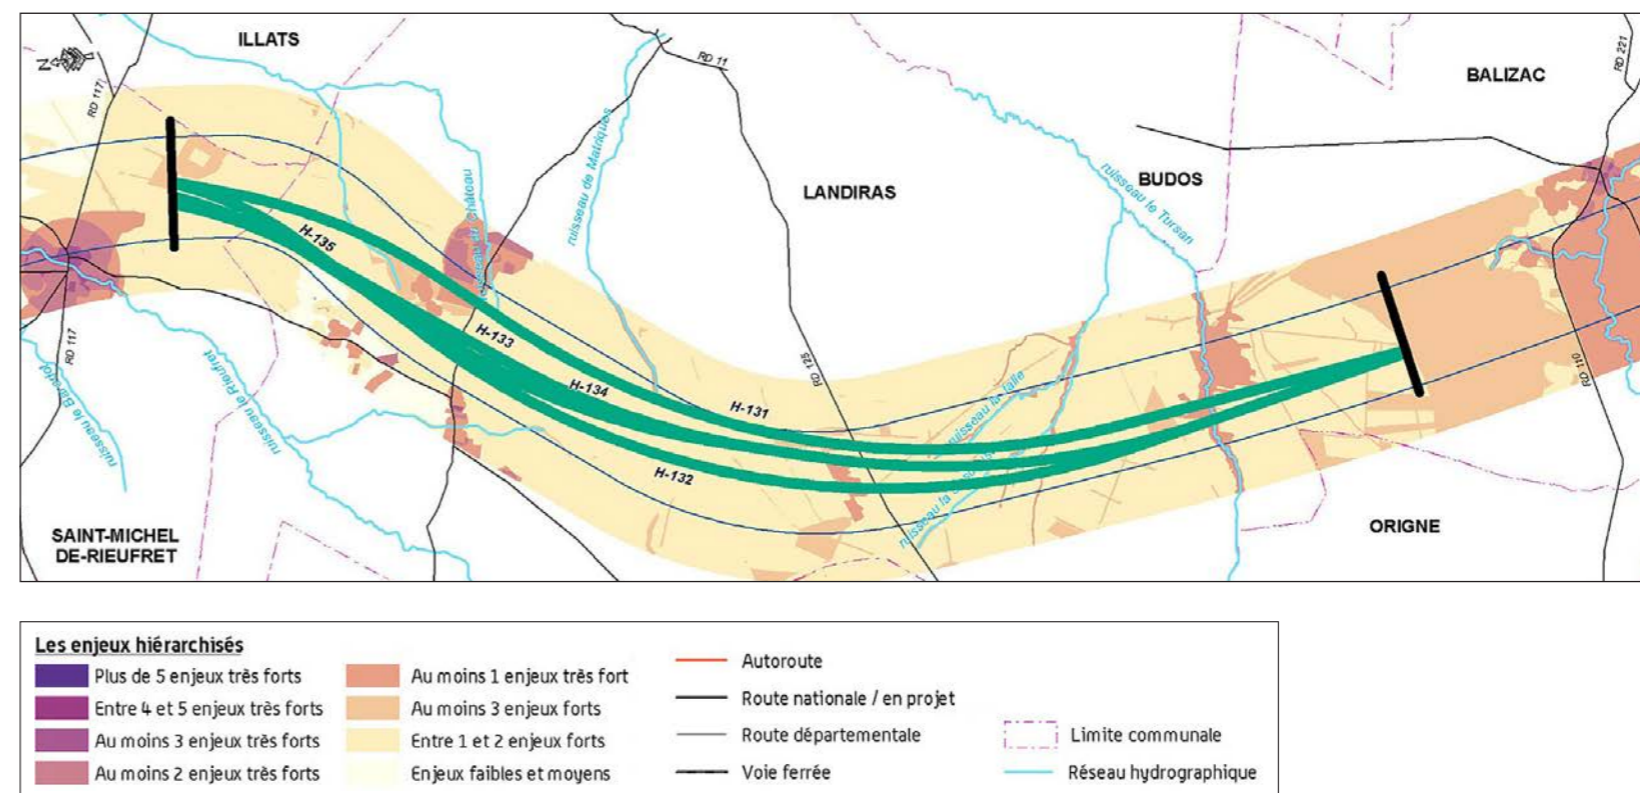 ILLATS
RD 11
RD 221
BALIZAC
N
RD 117
ruisseau de Matriques
ruisseau du Château
LANDIRAS
BUDOS
ruisseau le Tursan
H-135
H-133
H-134
H-131
H-132
RD 117
RD 125
RD 110
ruisseau le Rieufret
ruisseau la Jalle
ruisseau la
SAINT-MICHEL
DE-RIEUFRET
ORIGNE
Les enjeux hiérarchisés
Plus de 5 enjeux très forts
Entre 4 et 5 enjeux très forts
Au moins 3 enjeux très forts
Au moins 2 enjeux très forts
Au moins 1 enjeux très fort
Au moins 3 enjeux forts
Entre 1 et 2 enjeux forts
Enjeux faibles et moyens
Autoroute
Route nationale / en projet
Route départementale
Voie ferrée
Limite communale
Réseau hydrographique